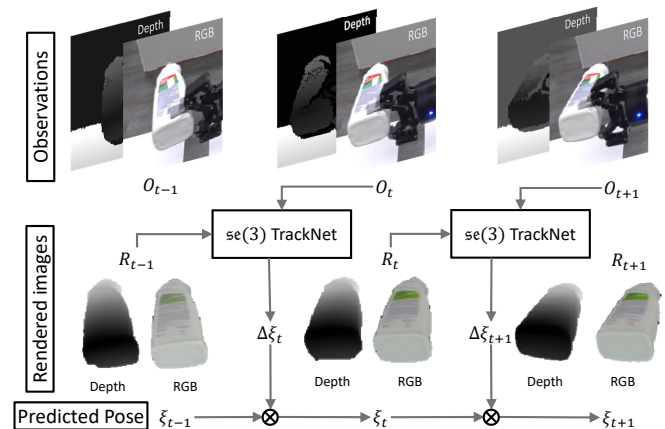 Observations
Depth
RGB
Depth
RGB
Depth
RGB
O_{t−1}
O_t
O_{t+1}
𝔰𝔢(3) TrackNet
𝔰𝔢(3) TrackNet
Rendered images
R_{t−1}
R_t
R_{t+1}
Δξ_t
Δξ_{t+1}
Depth
RGB
Depth
RGB
Depth
RGB
Predicted Pose
ξ_{t−1}
ξ_t
ξ_{t+1}